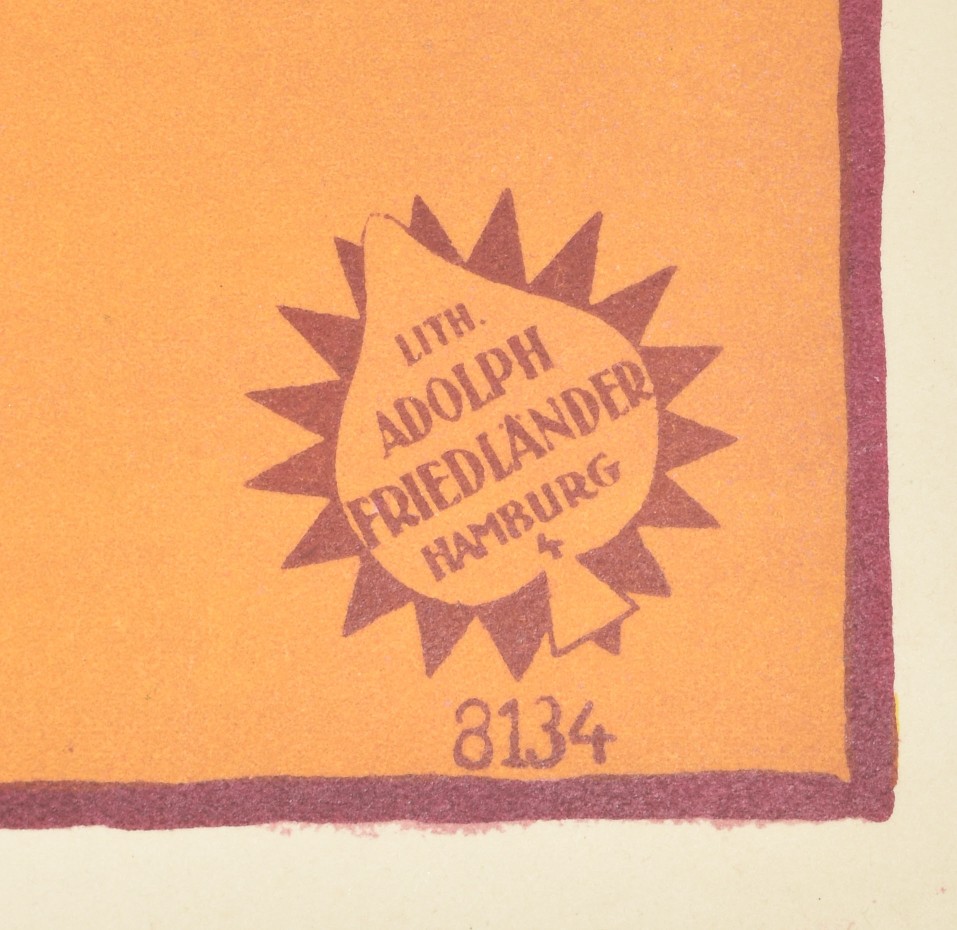 LITH.
ADOLPH
FRIEDLÄNDER
HAMBURG
4
8134